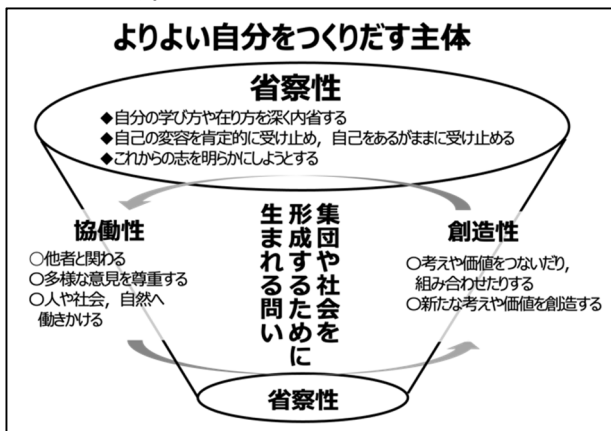 よりよい自分をつくりだす主体
省察性
◆自分の学び方や在り方を深く内省する
◆自己の変容を肯定的に受け止め，自己をあるがままに受け止める
◆これからの志を明らかにしようとする
協働性
○他者と関わる
○多様な意見を尊重する
○人や社会，自然へ
働きかける
集団や社会を
形成するために
生まれる問い
創造性
○考えや価値をつないだり，
組み合わせたりする
○新たな考えや価値を創造する
省察性